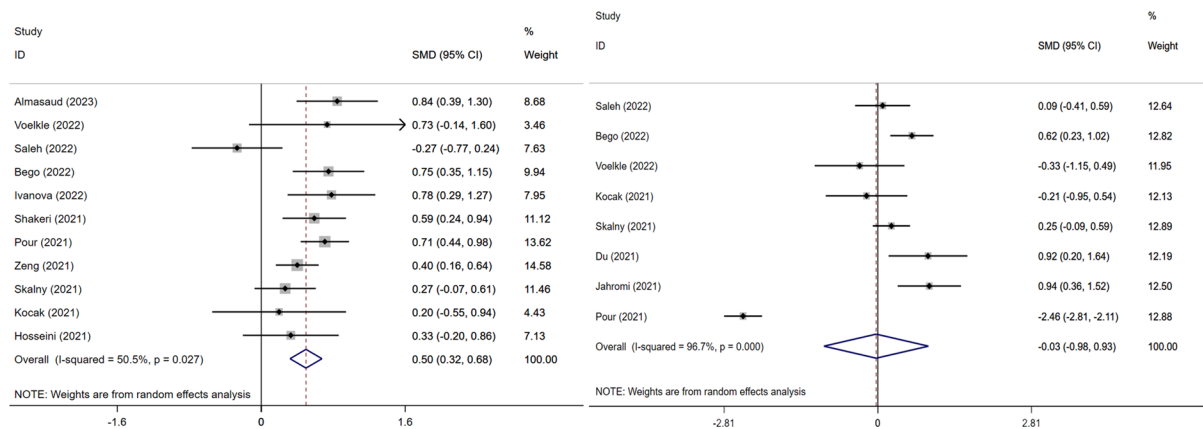 Study %
ID SMD (95% CI) Weight
Almasaud (2023) 0.84 (0.39, 1.30) 8.68
Voelkle (2022) 0.73 (-0.14, 1.60) 3.46
Saleh (2022) -0.27 (-0.77, 0.24) 7.63
Bego (2022) 0.75 (0.35, 1.15) 9.94
Ivanova (2022) 0.78 (0.29, 1.27) 7.95
Shakeri (2021) 0.59 (0.24, 0.94) 11.12
Pour (2021) 0.71 (0.44, 0.98) 13.62
Zeng (2021) 0.40 (0.16, 0.64) 14.58
Skalny (2021) 0.27 (-0.07, 0.61) 11.46
Kocak (2021) 0.20 (-0.55, 0.94) 4.43
Hosseini (2021) 0.33 (-0.20, 0.86) 7.13
Overall (I-squared = 50.5%, p = 0.027) 0.50 (0.32, 0.68) 100.00
NOTE: Weights are from random effects analysis
-1.6 0 1.6
Study %
ID SMD (95% CI) Weight
Saleh (2022) 0.09 (-0.41, 0.59) 12.64
Bego (2022) 0.62 (0.23, 1.02) 12.82
Voelkle (2022) -0.33 (-1.15, 0.49) 11.95
Kocak (2021) -0.21 (-0.95, 0.54) 12.13
Skalny (2021) 0.25 (-0.09, 0.59) 12.89
Du (2021) 0.92 (0.20, 1.64) 12.19
Jahromi (2021) 0.94 (0.36, 1.52) 12.50
Pour (2021) -2.46 (-2.81, -2.11) 12.88
Overall (I-squared = 96.7%, p = 0.000) -0.03 (-0.98, 0.93) 100.00
NOTE: Weights are from random effects analysis
-2.81 0 2.81